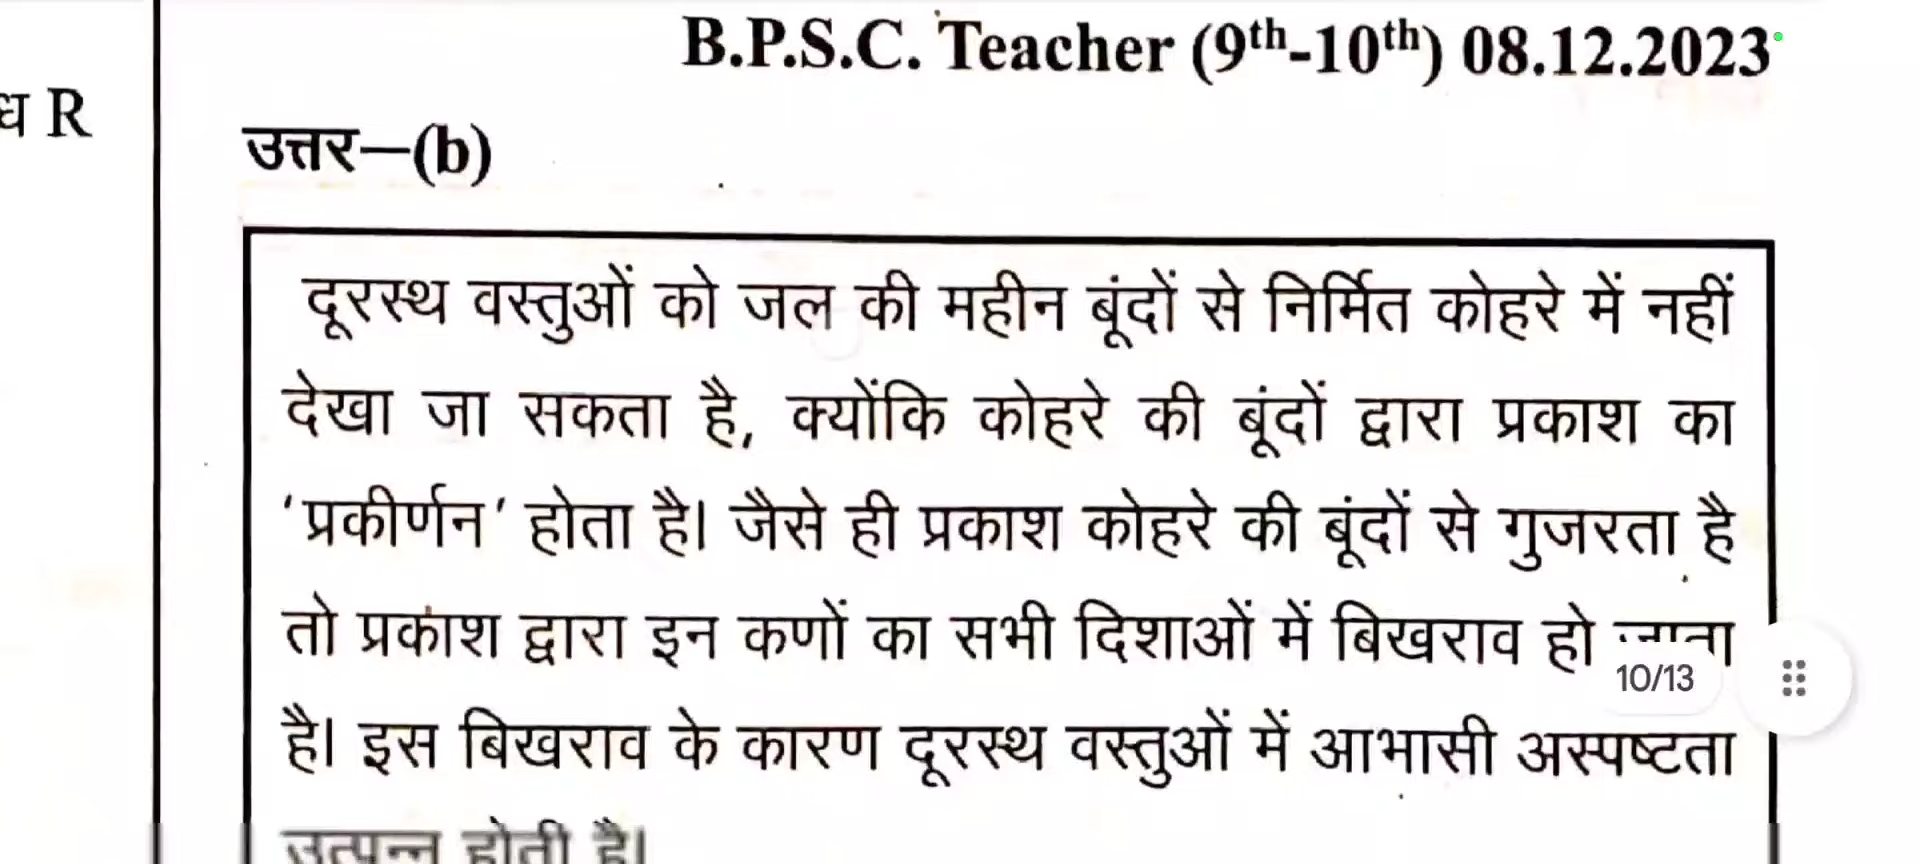 B.P.S.C. Teacher (9th-10th) 08.12.2023
ध R
उत्तर—(b)
दूरस्थ वस्तुओं को जल की महीन बूंदों से निर्मित कोहरे में नहीं
देखा जा सकता है, क्योंकि कोहरे की बूंदों द्वारा प्रकाश का
‘प्रकीर्णन’ होता है। जैसे ही प्रकाश कोहरे की बूंदों से गुजरता है
तो प्रकाश द्वारा इन कणों का सभी दिशाओं में बिखराव हो जाता
10/13
है। इस बिखराव के कारण दूरस्थ वस्तुओं में आभासी अस्पष्टता
उत्पन्न होती है।